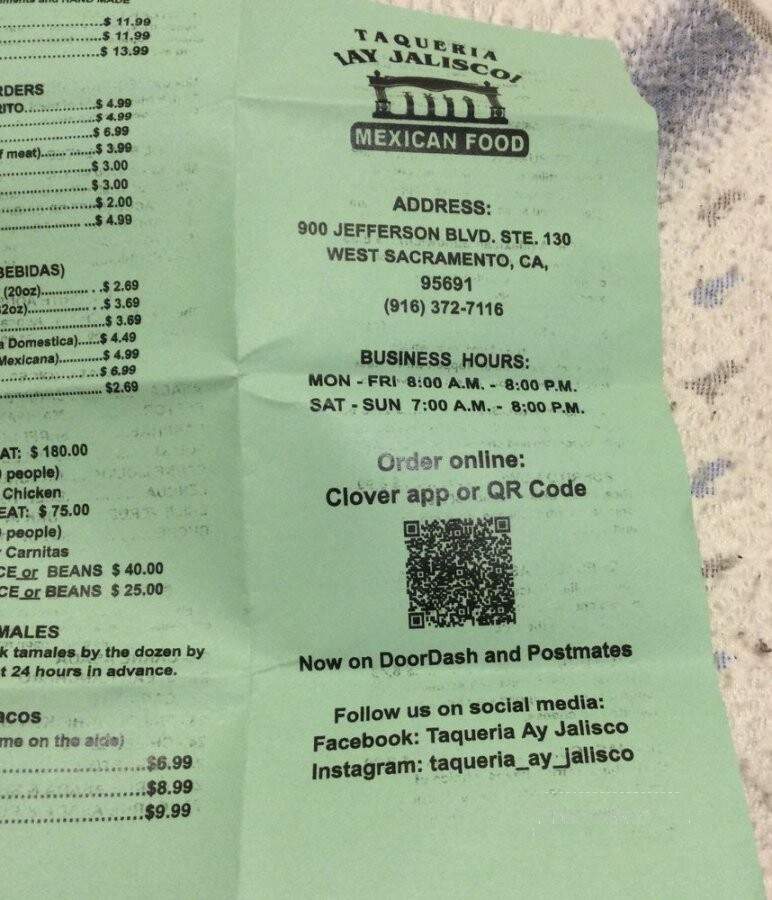 HAND MADE
$ 11.99
$ 11.99
$ 13.99
RDERS
RITO.............$ 4.99
$ 4.99
$ 6.99
f meat)...........$ 3.99
$ 3.00
$ 3.00
$ 2.00
$ 4.99
BEBIDAS)
(20oz)..............$ 2.69
32oz)..............$ 3.69
$ 3.69
a Domestica)......$ 4.49
Mexicana)...........$ 4.99
$ 6.99
$2.69
AT: $ 180.00
people)
Chicken
EAT: $ 75.00
people)
Carnitas
CE or BEANS $ 40.00
CE or BEANS $ 25.00
MALES
k tamales by the dozen by
t 24 hours in advance.
acos
me on the side)
$6.99
$8.99
$9.99
TAQUERIA
¡AY JALISCO!
MEXICAN FOOD
ADDRESS:
900 JEFFERSON BLVD. STE. 130
WEST SACRAMENTO, CA,
95691
(916) 372-7116
BUSINESS HOURS:
MON - FRI 8:00 A.M. - 8:00 P.M.
SAT - SUN 7:00 A.M. - 8:00 P.M.
Order online:
Clover app or QR Code
Now on DoorDash and Postmates
Follow us on social media:
Facebook: Taqueria Ay Jalisco
Instagram: taqueria_ay_jalisco